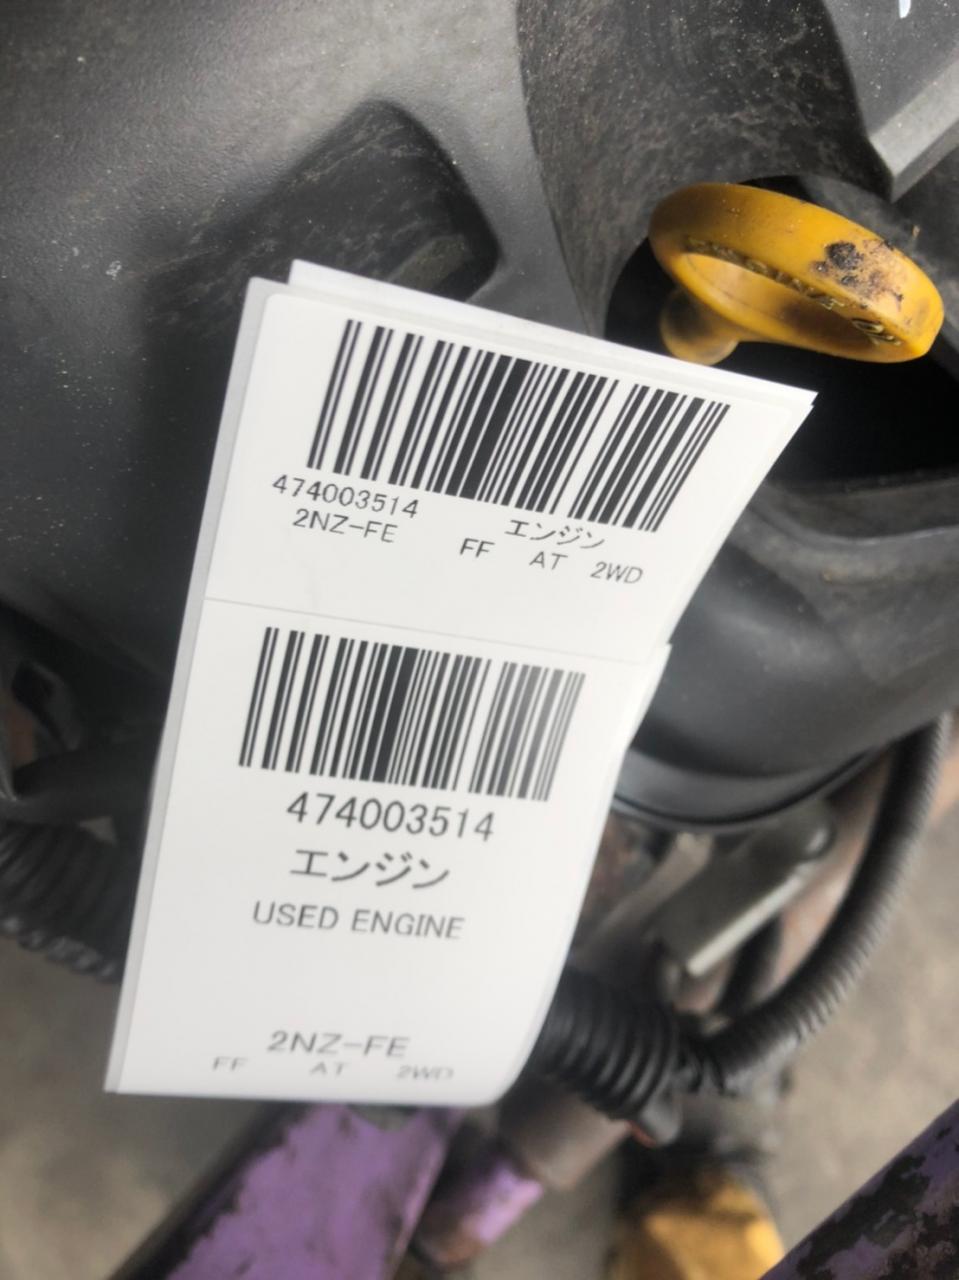 474003514
エンジン
2NZ-FE FF AT 2WD
474003514
エンジン
USED ENGINE
2NZ-FE
FF AT 2WD